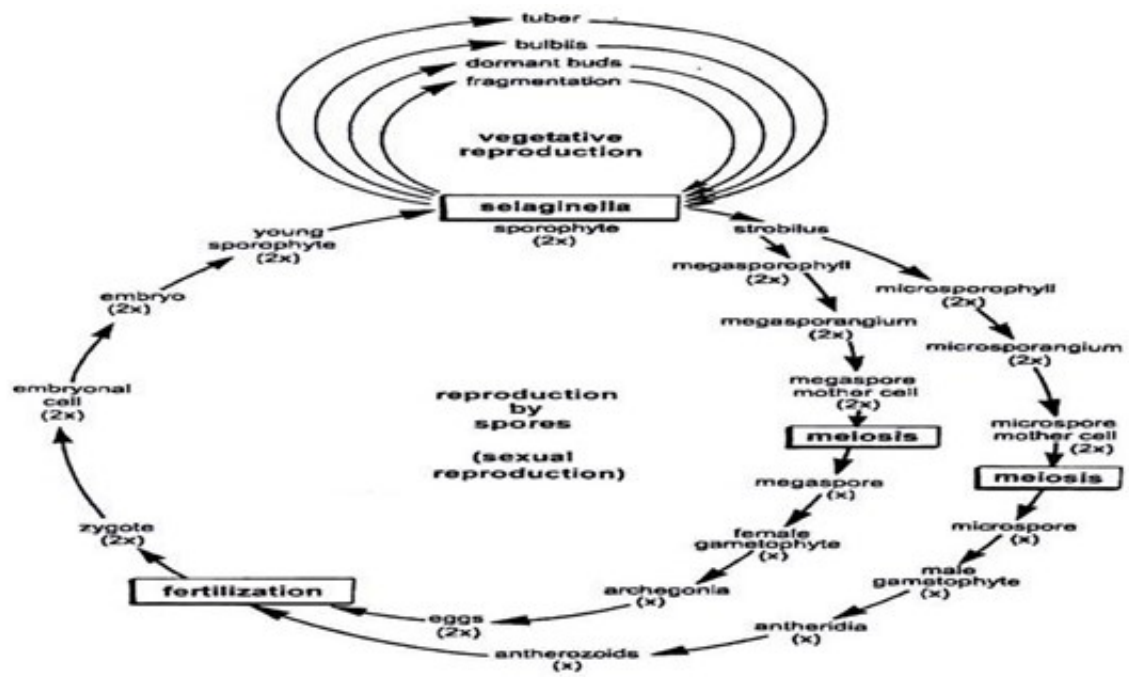 tuber
bulblis
dormant buds
fragmentation
vegetative
reproduction
selaginella
sporophyte
(2x)
strobilus
megasporophyll
(2x)
microsporophyll
(2x)
megasporangium
(2x)
microsporangium
(2x)
megaspore
mother cell
(2x)
microspore
mother cell
(2x)
meiosis
meiosis
megaspore
(x)
microspore
(x)
female
gametophyte
(x)
male
gametophyte
(x)
archegonia
(x)
antheridia
(x)
eggs
(2x)
antherozoids
(x)
fertilization
zygote
(2x)
embryonal
cell
(2x)
embryo
(2x)
young
sporophyte
(2x)
reproduction
by
spores
(sexual
reproduction)